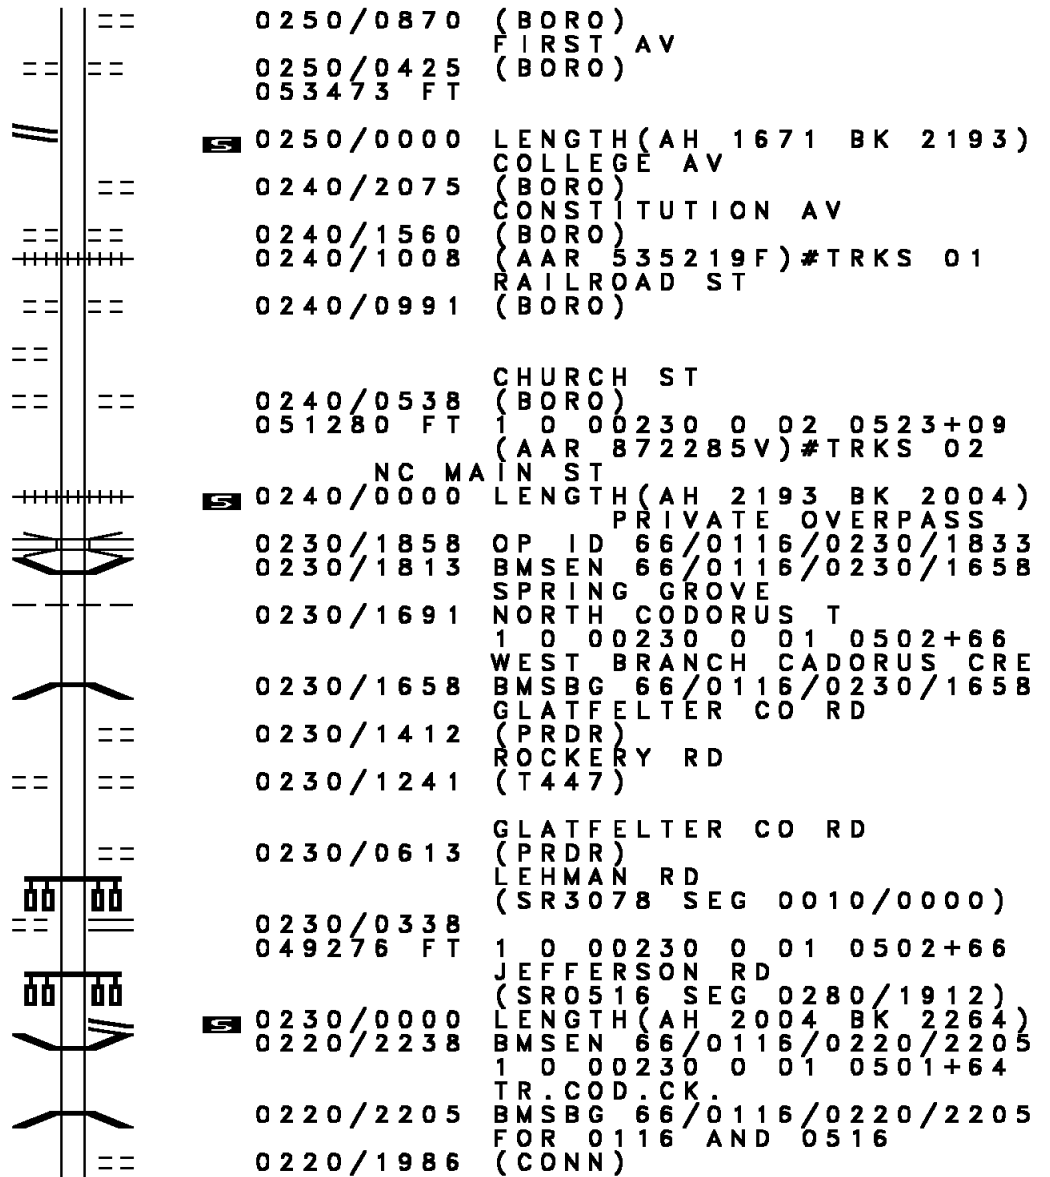 0250/0870 (BORO)
FIRST AV
0250/0425 (BORO)
053473 FT
S 0250/0000 LENGTH(AH 1671 BK 2193)
COLLEGE AV
0240/2075 (BORO)
CONSTITUTION AV
0240/1560 (BORO)
0240/1008 (AAR 535219F)#TRKS 01
RAILROAD ST
0240/0991 (BORO)
CHURCH ST
0240/0538 (BORO)
051280 FT 1 0 00230 0 02 0523+09
(AAR 872285V)#TRKS 02
NC MAIN ST
S 0240/0000 LENGTH(AH 2193 BK 2004)
PRIVATE OVERPASS
0230/1858 OP ID 66/0116/0230/1833
0230/1813 BMSEN 66/0116/0230/1658
SPRING GROVE
0230/1691 NORTH CODORUS T
1 0 00230 0 01 0502+66
WEST BRANCH CADORUS CRE
0230/1658 BMSBG 66/0116/0230/1658
GLATFELTER CO RD
0230/1412 (PRDR)
ROCKERY RD
0230/1241 (T447)
GLATFELTER CO RD
0230/0613 (PRDR)
LEHMAN RD
(SR3078 SEG 0010/0000)
0230/0338
049276 FT 1 0 00230 0 01 0502+66
JEFFERSON RD
(SR0516 SEG 0280/1912)
S 0230/0000 LENGTH(AH 2004 BK 2264)
0220/2238 BMSEN 66/0116/0220/2205
1 0 00230 0 01 0501+64
TR.COD.CK.
0220/2205 BMSBG 66/0116/0220/2205
FOR 0116 AND 0516
0220/1986 (CONN)